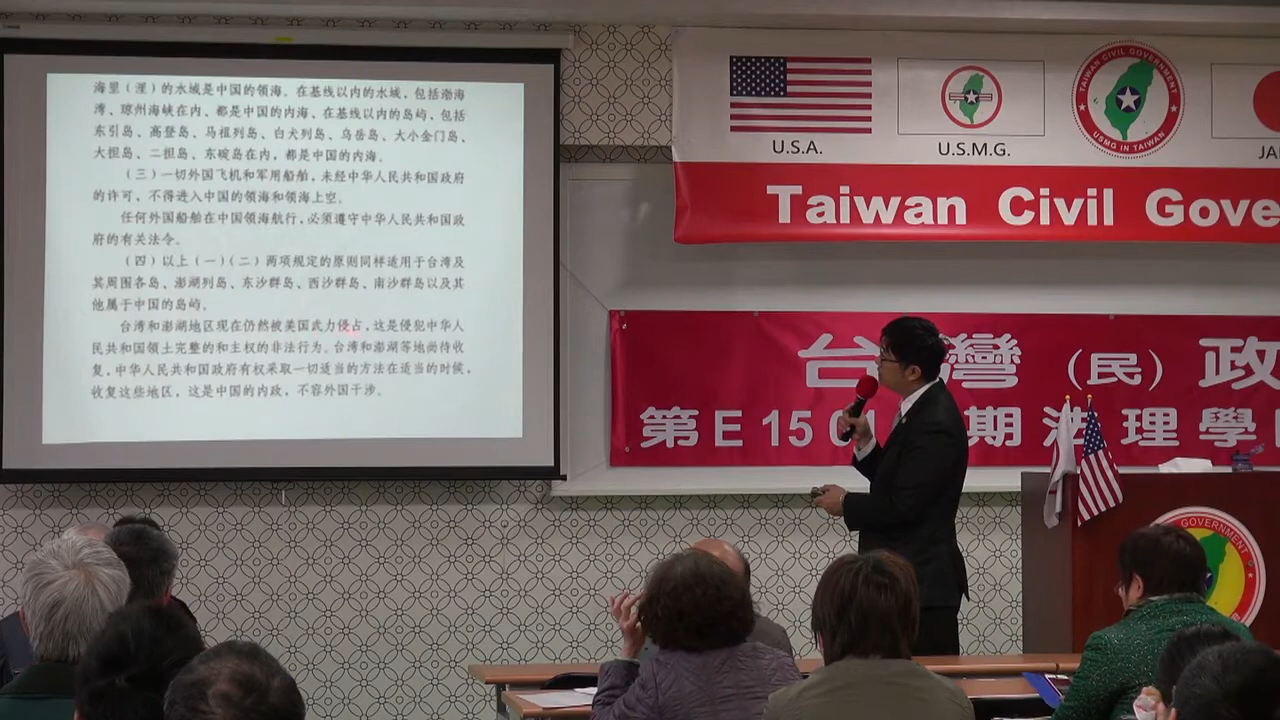 海里（浬）的水域是中国的领海。在基线以内的水域，包括渤海
湾、琼州海峡在内、都是中国的内海、在基线以内的岛屿、包括
东引岛、高登岛、马祖列岛、白犬列岛、乌岳岛、大小金门岛、
大担岛、二担岛、东碇岛在内，都是中国的内海。
（三）一切外国飞机和军用船舶，未经中华人民共和国政府
的许可，不得进入中国的领海和领海上空。
任何外国船舶在中国领海航行，必须遵守中华人民共和国政
府的有关法令。
（四）以上（一）（二）两项规定的原则同样适用于台湾及
其周围各岛、澎湖列岛、东沙群岛、西沙群岛、南沙群岛以及其
他属于中国的岛屿。
台湾和澎湖地区现在仍然被美国武力侵占，这是侵犯中华人
民共和国领土完整的和主权的非法行为。台湾和澎湖等地尚待收
复，中华人民共和国政府有权采取一切适当的方法在适当的时候，
收复这些地区，这是中国的内政，不容外国干涉。
U.S.A.
U.S.M.G.
TAIWAN CIVIL GOVERNMENT
USMG IN TAIWAN
JA
Taiwan Civil Gove
台灣（民）政
第E1501期法理學
GOVERNMENT